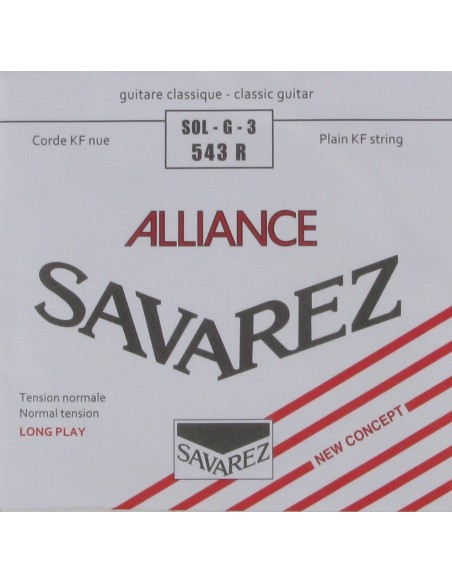 guitare classique - classic guitar
SOL - G - 3
543 R
Corde KF nue
Plain KF string
ALLIANCE
SAVAREZ
Tension normale
Normal tension
LONG PLAY
SAVAREZ
NEW CONCEPT